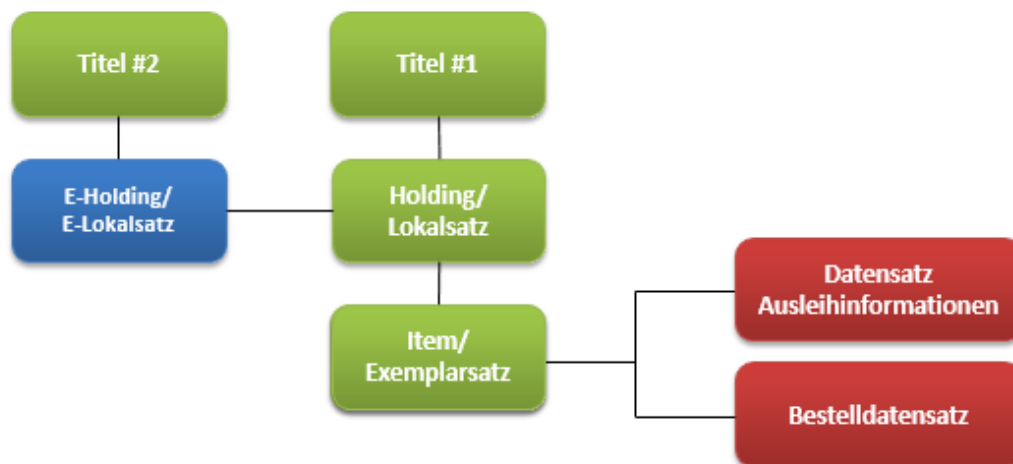 Titel #2
Titel #1
E-Holding/
E-Lokalsatz
Holding/
Lokalsatz
Item/
Exemplarsatz
Datensatz
Ausleihinformationen
Bestelldatensatz